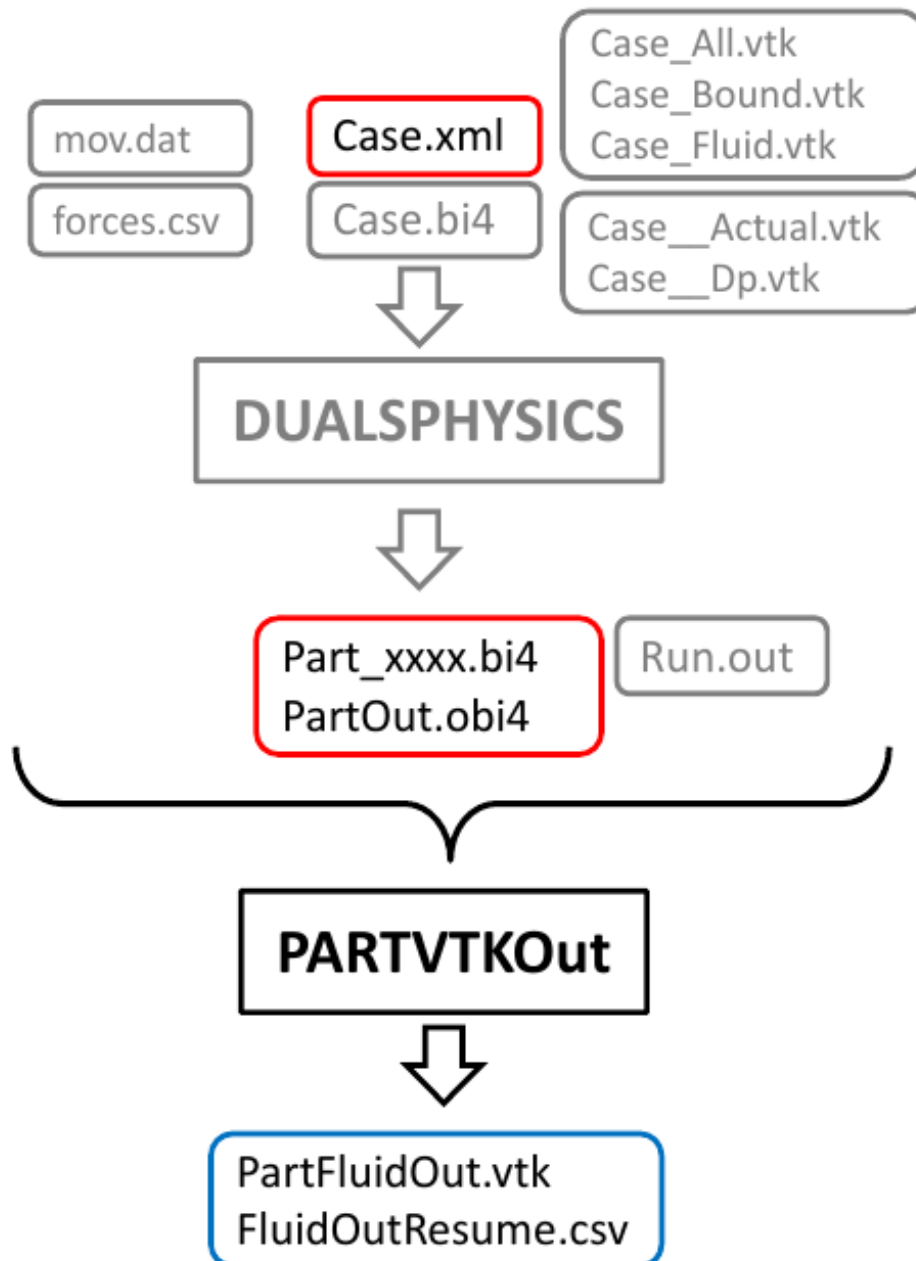 mov.dat
forces.csv
Case.xml
Case.bi4
Case_All.vtk
Case_Bound.vtk
Case_Fluid.vtk
Case__Actual.vtk
Case__Dp.vtk
DUALSPHYSICS
Part_xxxx.bi4
PartOut.obi4
Run.out
PARTVTKOut
PartFluidOut.vtk
FluidOutResume.csv